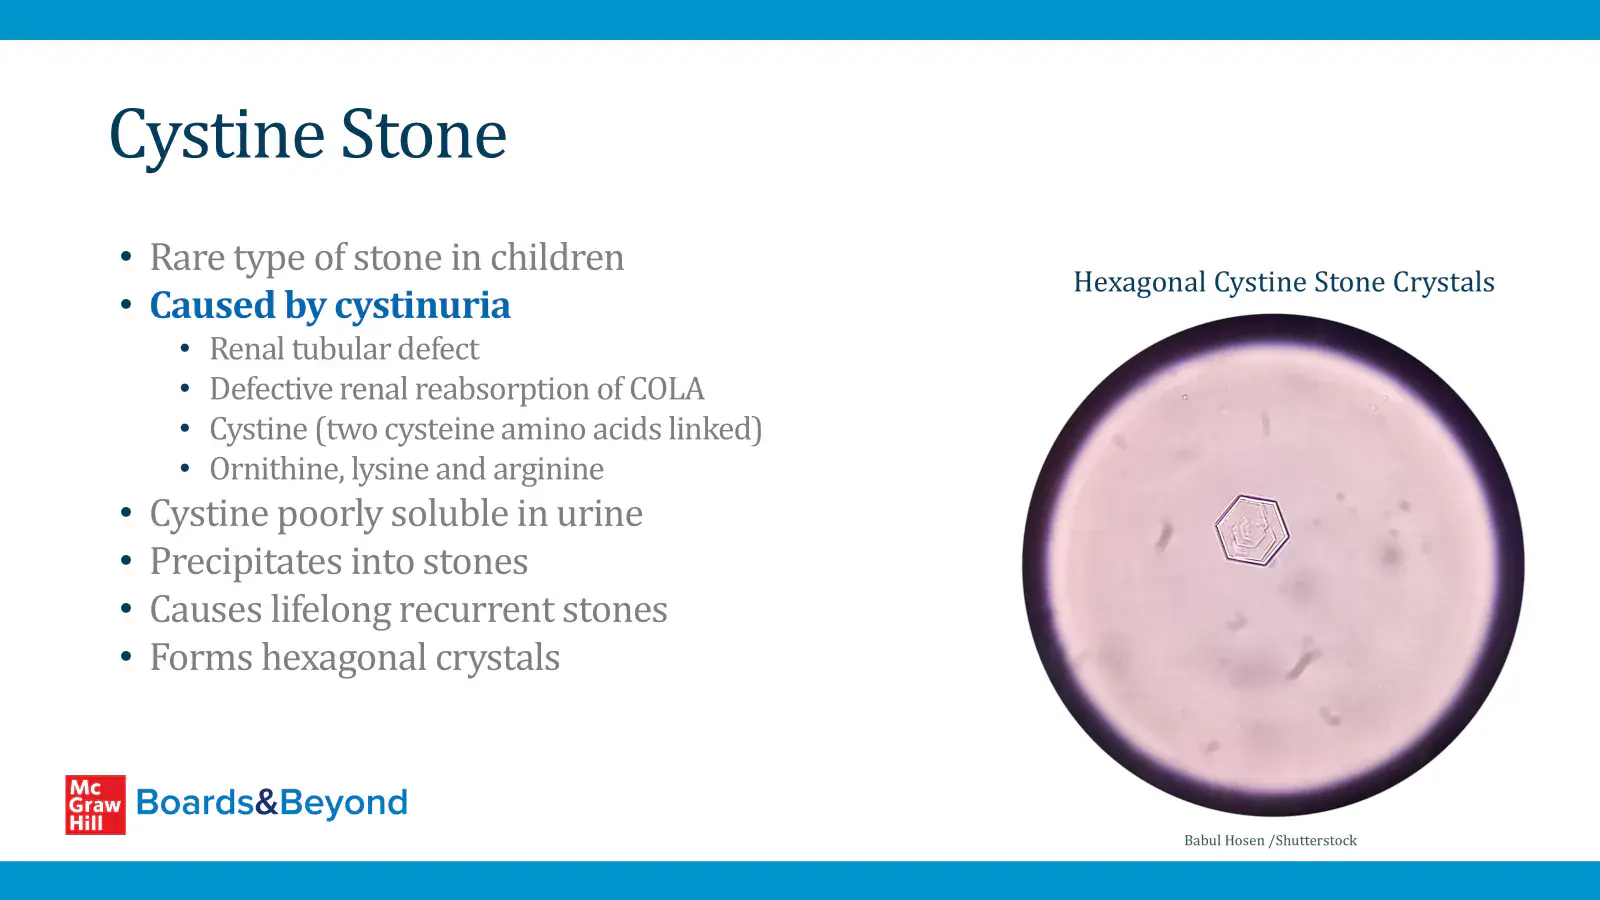 Cystine Stone
• Rare type of stone in children
• Caused by cystinuria
• Renal tubular defect
• Defective renal reabsorption of COLA
• Cystine (two cysteine amino acids linked)
• Ornithine, lysine and arginine
• Cystine poorly soluble in urine
• Precipitates into stones
• Causes lifelong recurrent stones
• Forms hexagonal crystals
Hexagonal Cystine Stone Crystals
Babul Hosen /Shutterstock
Mc
Graw
Hill
Boards&Beyond